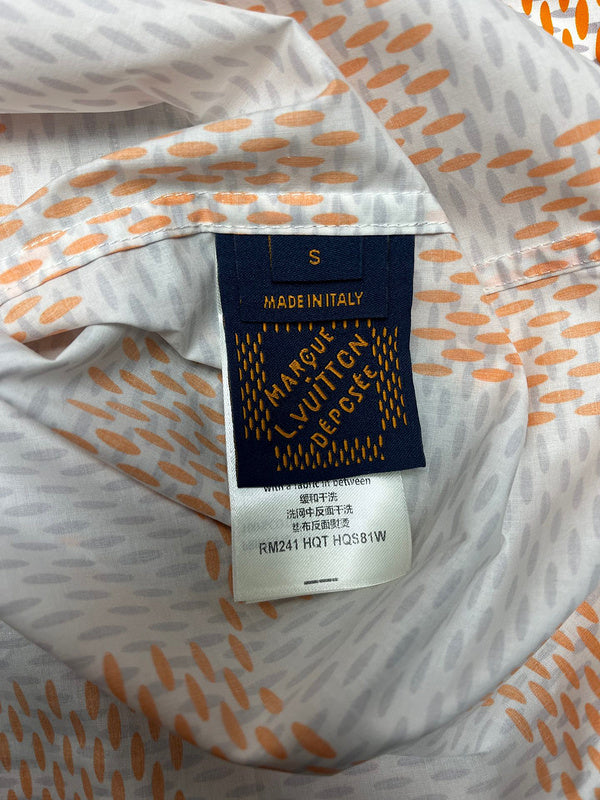 S
MADE IN ITALY
MARQUE
L.VUITTON
DEPOSÉE
with a fabric in between
缓和干洗
洗网中反面干洗
垫布反面熨烫
RM241 HQT HQS81W